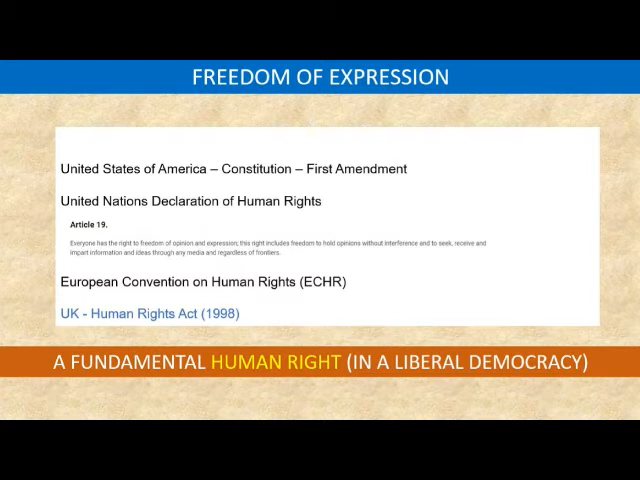 FREEDOM OF EXPRESSION
United States of America – Constitution – First Amendment
United Nations Declaration of Human Rights
Article 19.
Everyone has the right to freedom of opinion and expression; this right includes freedom to hold opinions without interference and to seek, receive and
impart information and ideas through any media and regardless of frontiers.
European Convention on Human Rights (ECHR)
UK - Human Rights Act (1998)
A FUNDAMENTAL HUMAN RIGHT (IN A LIBERAL DEMOCRACY)